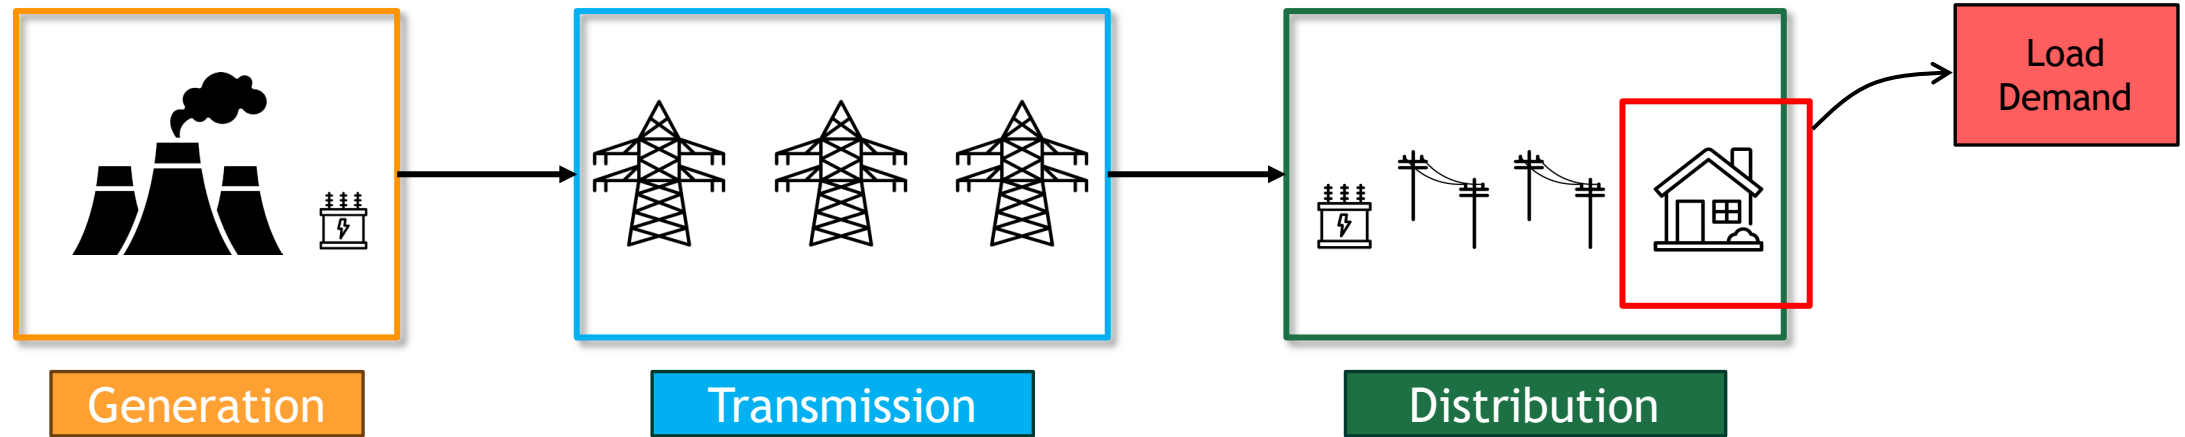 Load
Demand
Generation
Transmission
Distribution